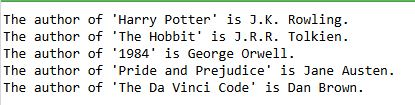 The author of 'Harry Potter' is J.K. Rowling.
The author of 'The Hobbit' is J.R.R. Tolkien.
The author of '1984' is George Orwell.
The author of 'Pride and Prejudice' is Jane Austen.
The author of 'The Da Vinci Code' is Dan Brown.